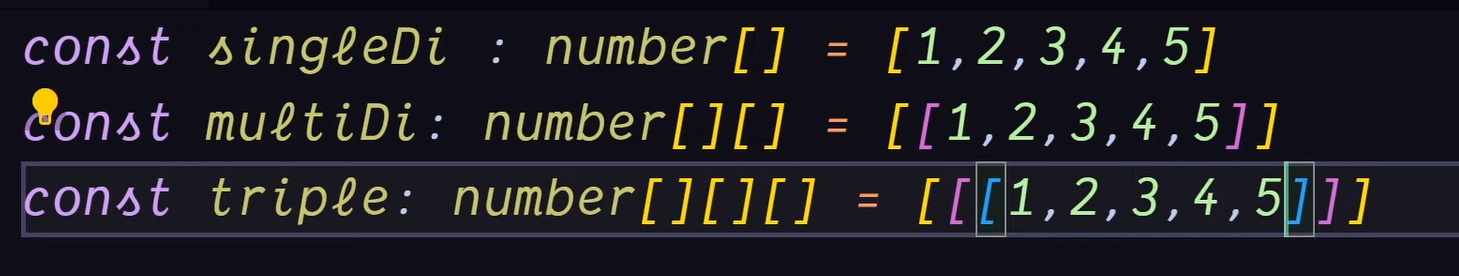 const singleDi : number[] = [1,2,3,4,5]
const multiDi: number[][] = [[1,2,3,4,5]]
const triple: number[][][] = [[[1,2,3,4,5]]]